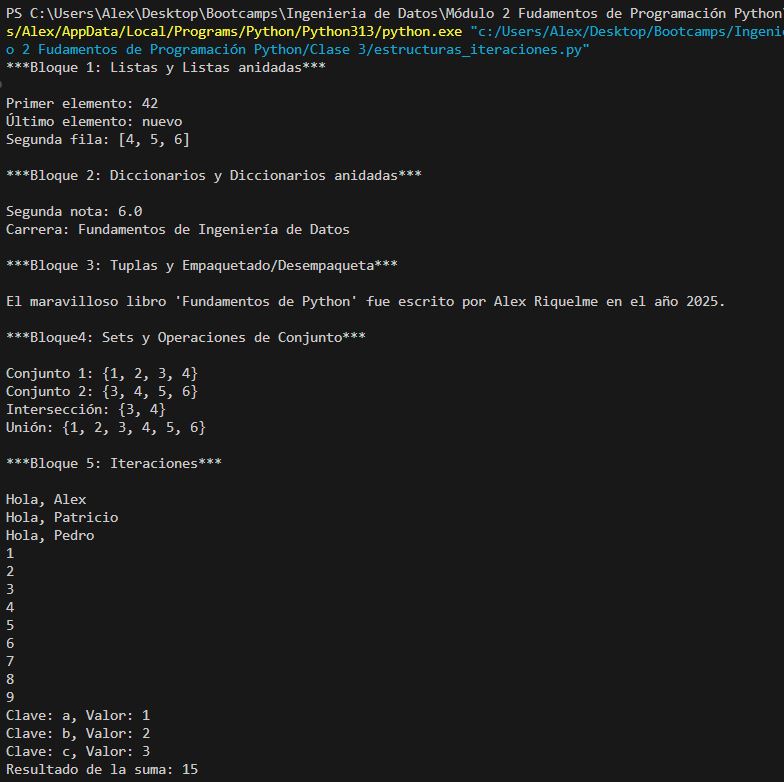 PS C:\Users\Alex\Desktop\Bootcamps\Ingenieria de Datos\Módulo 2 Fudamentos de Programación Python
s/Alex/AppData/Local/Programs/Python/Python313/python.exe "c:/Users/Alex/Desktop/Bootcamps/Ingeni
o 2 Fudamentos de Programación Python/Clase 3/estructuras_iteraciones.py"
***Bloque 1: Listas y Listas anidadas***
Primer elemento: 42
Último elemento: nuevo
Segunda fila: [4, 5, 6]
***Bloque 2: Diccionarios y Diccionarios anidadas***
Segunda nota: 6.0
Carrera: Fundamentos de Ingeniería de Datos
***Bloque 3: Tuplas y Empaquetado/Desempaqueta***
El maravilloso libro 'Fundamentos de Python' fue escrito por Alex Riquelme en el año 2025.
***Bloque4: Sets y Operaciones de Conjunto***
Conjunto 1: {1, 2, 3, 4}
Conjunto 2: {3, 4, 5, 6}
Intersección: {3, 4}
Unión: {1, 2, 3, 4, 5, 6}
***Bloque 5: Iteraciones***
Hola, Alex
Hola, Patricio
Hola, Pedro
1
2
3
4
5
6
7
8
9
Clave: a, Valor: 1
Clave: b, Valor: 2
Clave: c, Valor: 3
Resultado de la suma: 15